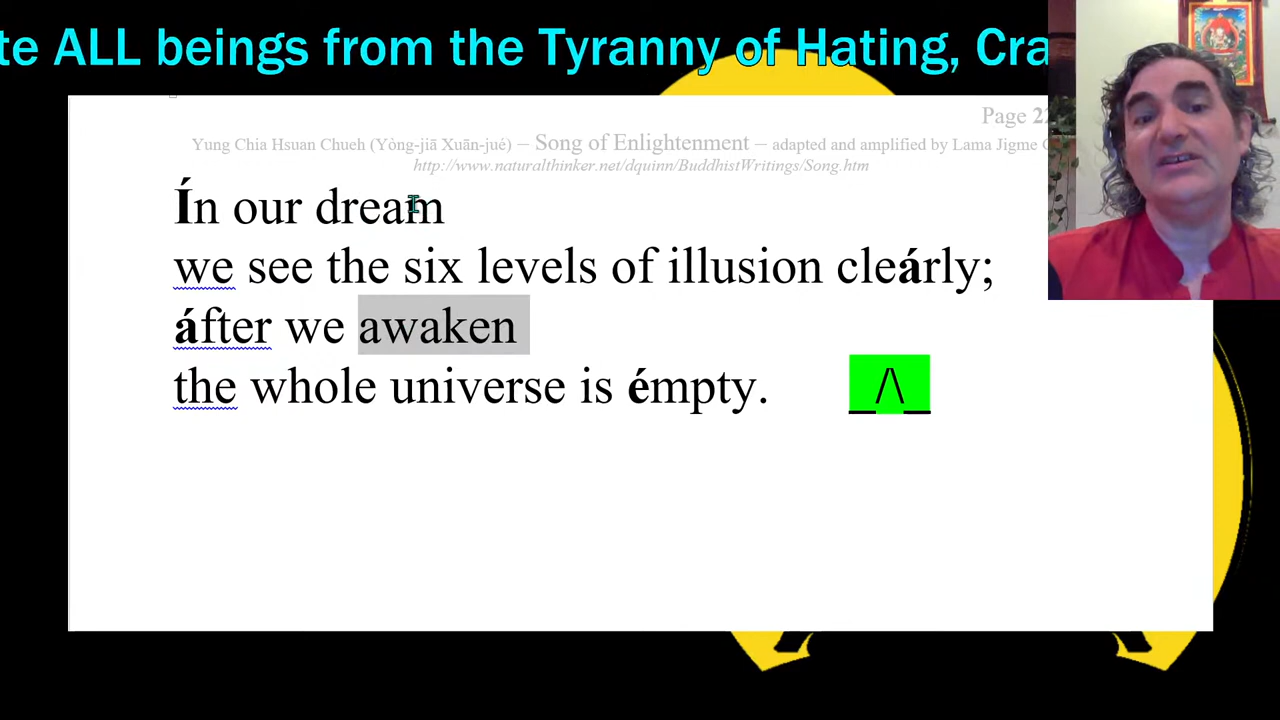 te ALL beings from the Tyranny of Hating, Cra
Page 22
Yung Chia Hsuan Chueh (Yòng-jiā Xuān-jué) – Song of Enlightenment – adapted and amplified by Lama Jigme G
http://www.naturalthinker.net/dquinn/BuddhistWritings/Song.htm
Ín our dream
we see the six levels of illusion cleárly;
áfter we awaken
the whole universe is émpty. _/\_